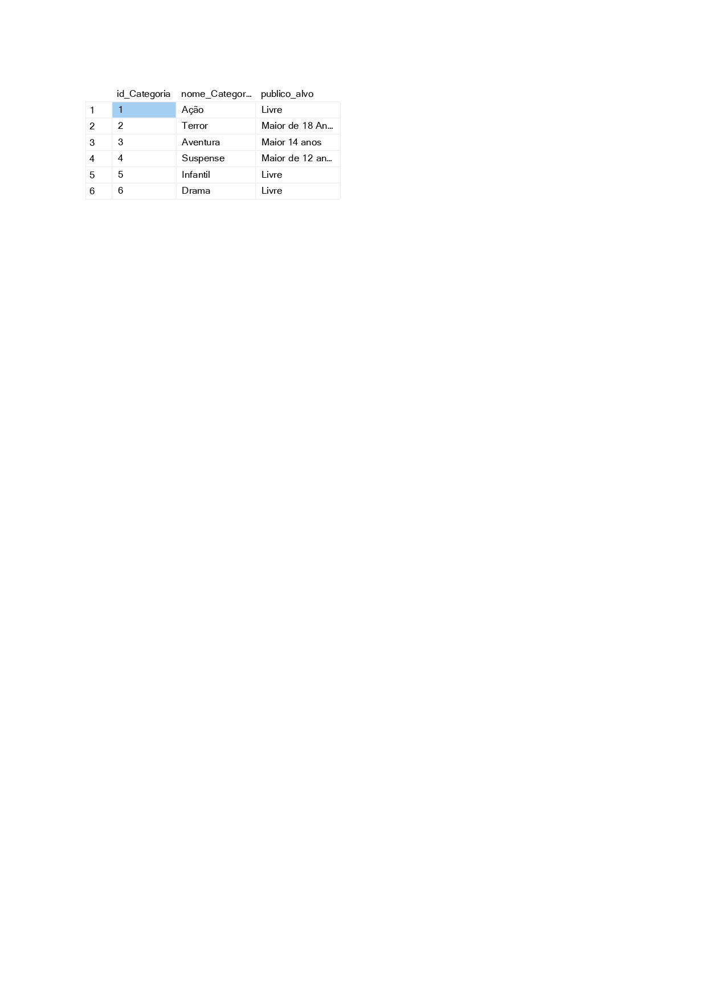 id_Categoria nome_Categor... publico_alvo
1 1 Ação Livre
2 2 Terror Maior de 18 An...
3 3 Aventura Maior 14 anos
4 4 Suspense Maior de 12 an...
5 5 Infantil Livre
6 6 Drama Livre